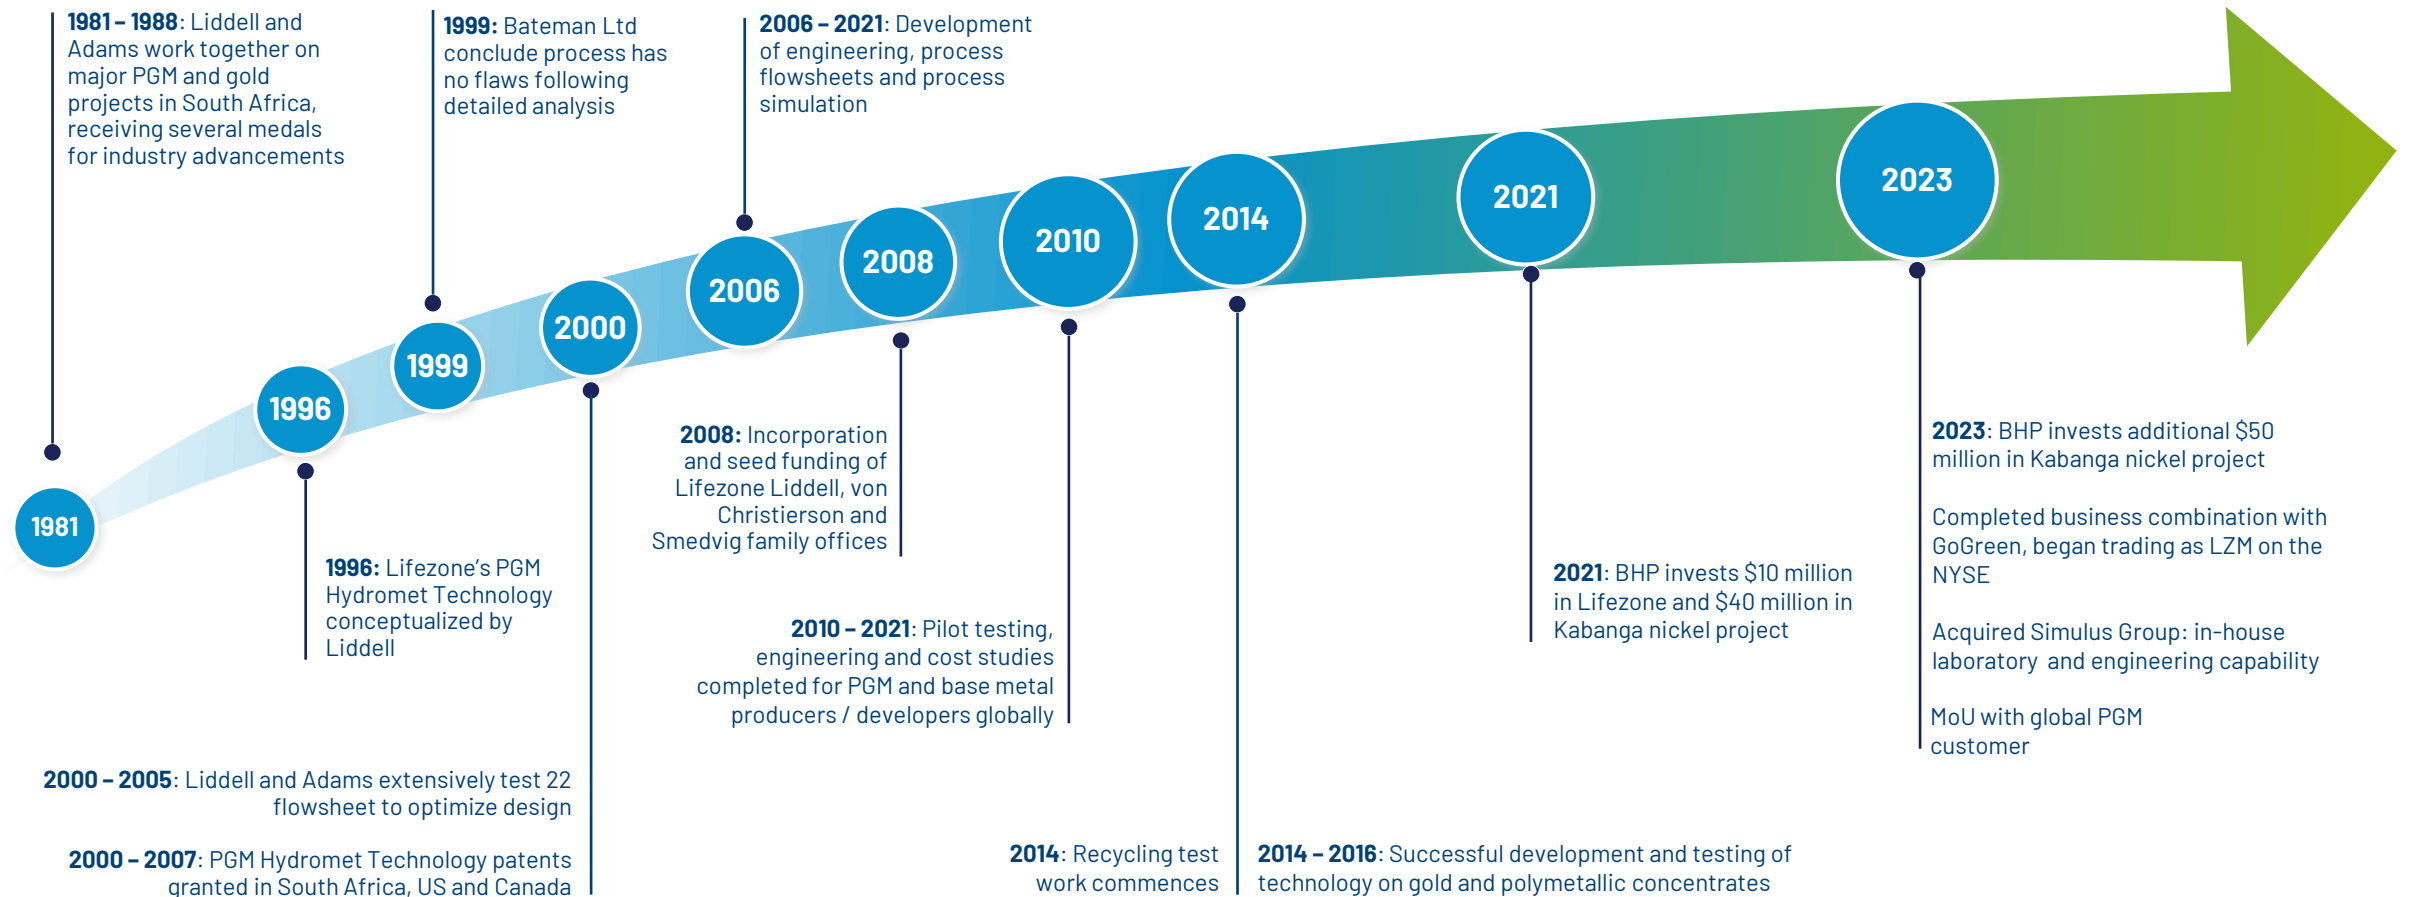 1981 – 1988: Liddell and
Adams work together on
major PGM and gold
projects in South Africa,
receiving several medals
for industry advancements
1999: Bateman Ltd
conclude process has
no flaws following
detailed analysis
2006 – 2021: Development
of engineering, process
flowsheets and process
simulation
1981
1996
1999
2000
2006
2008
2010
2014
2021
2023
1996: Lifezone’s PGM
Hydromet Technology
conceptualized by
Liddell
2000 – 2005: Liddell and Adams extensively test 22
flowsheet to optimize design
2000 – 2007: PGM Hydromet Technology patents
granted in South Africa, US and Canada
2008: Incorporation
and seed funding of
Lifezone Liddell, von
Christierson and
Smedvig family offices
2010 – 2021: Pilot testing,
engineering and cost studies
completed for PGM and base metal
producers / developers globally
2014: Recycling test
work commences
2014 – 2016: Successful development and testing of
technology on gold and polymetallic concentrates
2021: BHP invests $10 million
in Lifezone and $40 million in
Kabanga nickel project
2023: BHP invests additional $50
million in Kabanga nickel project
Completed business combination with
GoGreen, began trading as LZM on the
NYSE
Acquired Simulus Group: in-house
laboratory and engineering capability
MoU with global PGM
customer